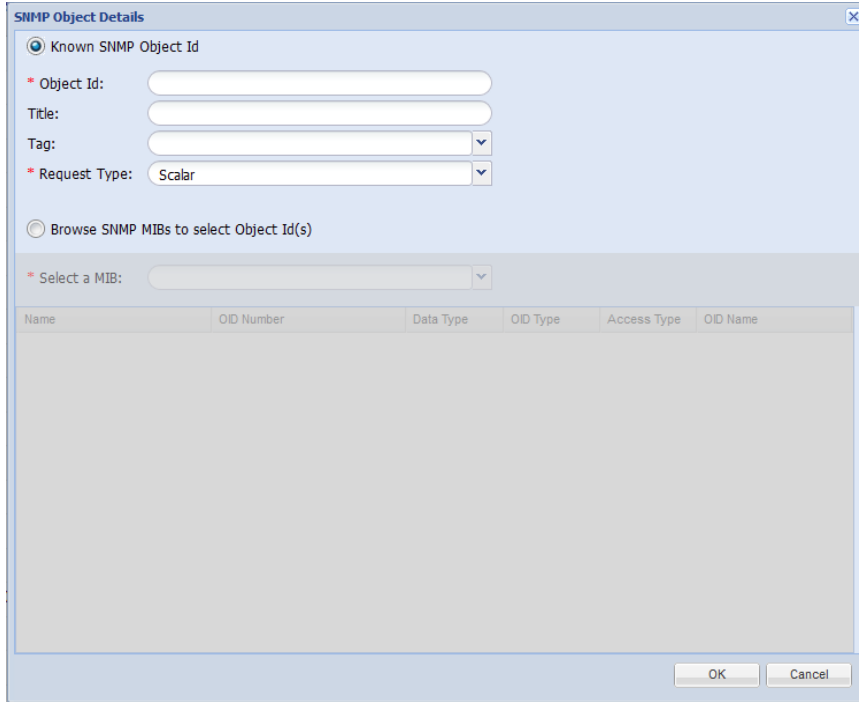 SNMP Object Details
Known SNMP Object Id
* Object Id:
Title:
Tag:
* Request Type: Scalar
Browse SNMP MIBs to select Object Id(s)
* Select a MIB:
Name OID Number Data Type OID Type Access Type OID Name
OK Cancel